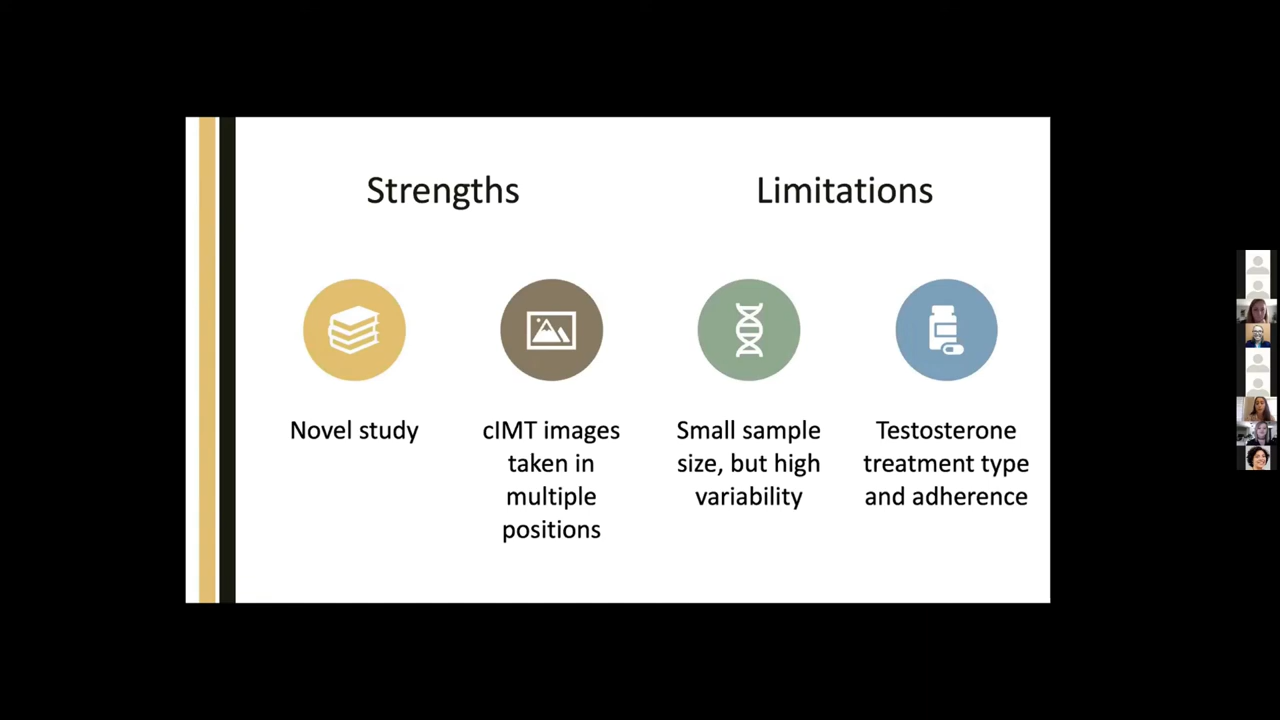 Strengths
Limitations
Novel study
cIMT images
taken in
multiple
positions
Small sample
size, but high
variability
Testosterone
treatment type
and adherence